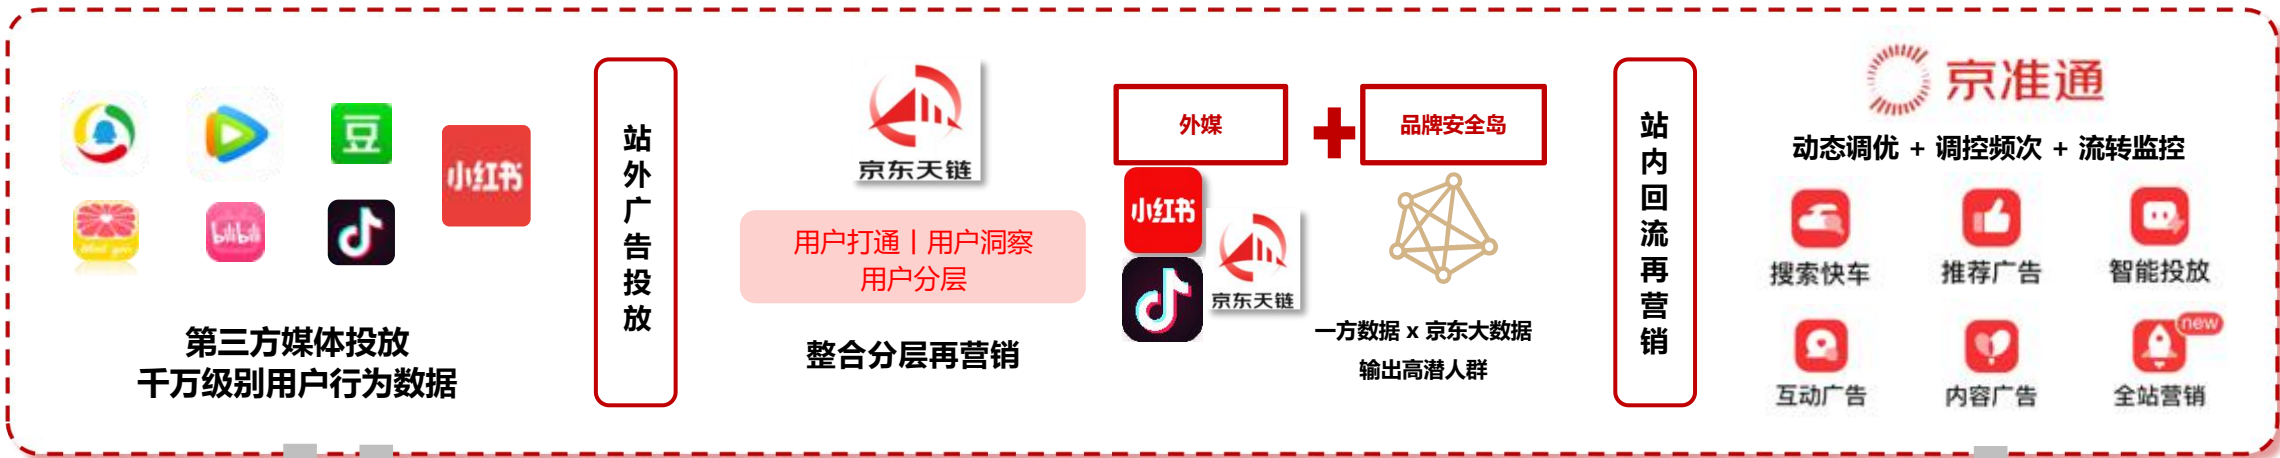 豆
小红书
bilibili
第三方媒体投放
千万级别用户行为数据
站外广告投放
京东天链
用户打通丨用户洞察
用户分层
整合分层再营销
外媒
品牌安全岛
小红书
京东天链
一方数据 x 京东大数据
输出高潜人群
站内回流再营销
京准通
动态调优 + 调控频次 + 流转监控
搜索快车
推荐广告
智能投放
new
互动广告
内容广告
全站营销